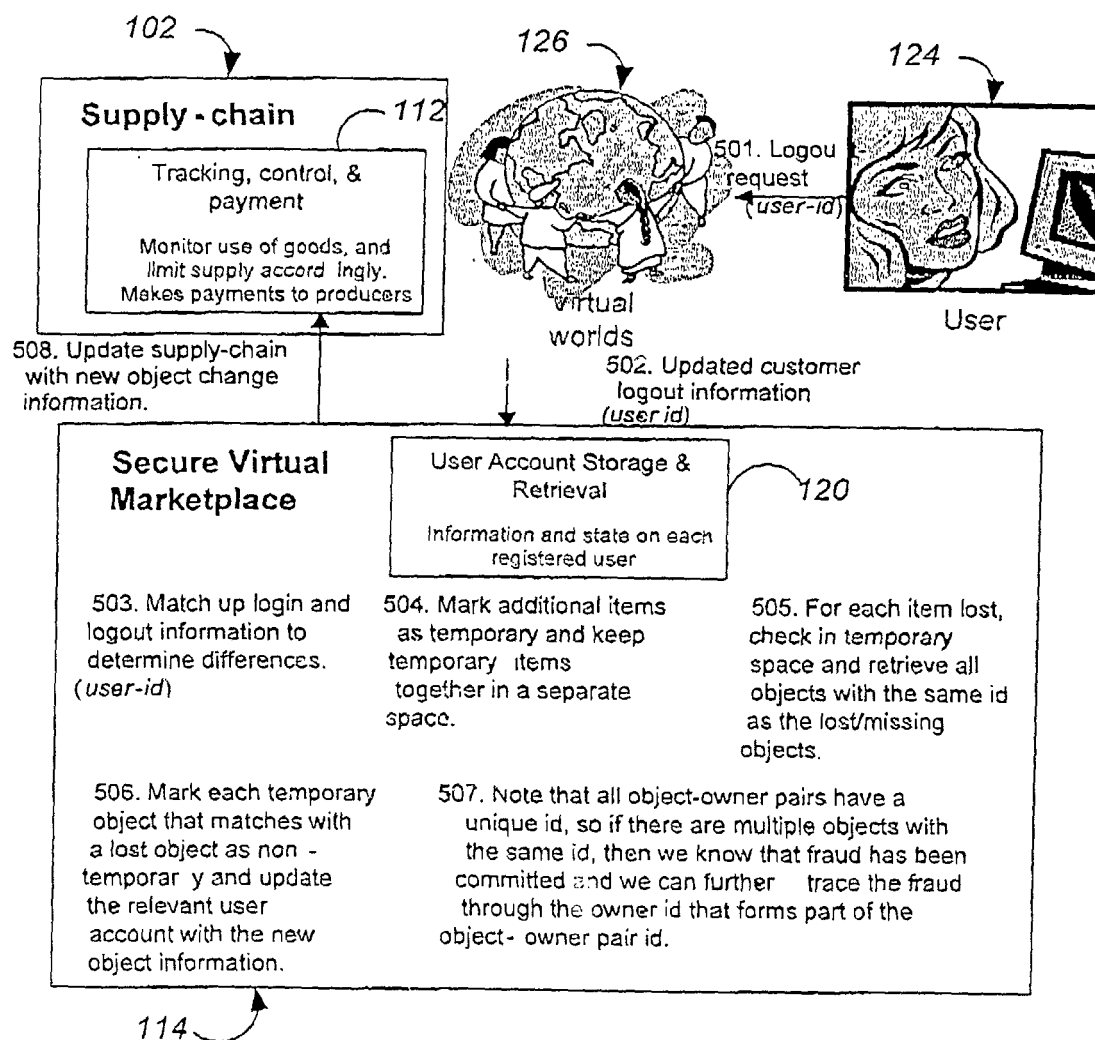 102
126
124
Supply - chain
112
Tracking, control, &
payment
Monitor use of goods, and
limit supply accord ingly.
Makes payments to producers
501. Logou
request
(user-id)
Virtual
worlds
User
508. Update supply-chain
with new object change
information.
502. Updated customer
logout information
(user id)
Secure Virtual
Marketplace
User Account Storage &
Retrieval
Information and state on each
registered user
120
503. Match up login and
logout information to
determine differences.
(user-id)
504. Mark additional items
as temporary and keep
temporary items
together in a separate
space.
505. For each item lost,
check in temporary
space and retrieve all
objects with the same id
as the lost/missing
objects.
506. Mark each temporary
object that matches with
a lost object as non -
temporar y and update
the relevant user
account with the new
object information.
507. Note that all object-owner pairs have a
unique id, so if there are multiple objects with
the same id, then we know that fraud has been
committed and we can further trace the fraud
through the owner id that forms part of the
object- owner pair id.
114